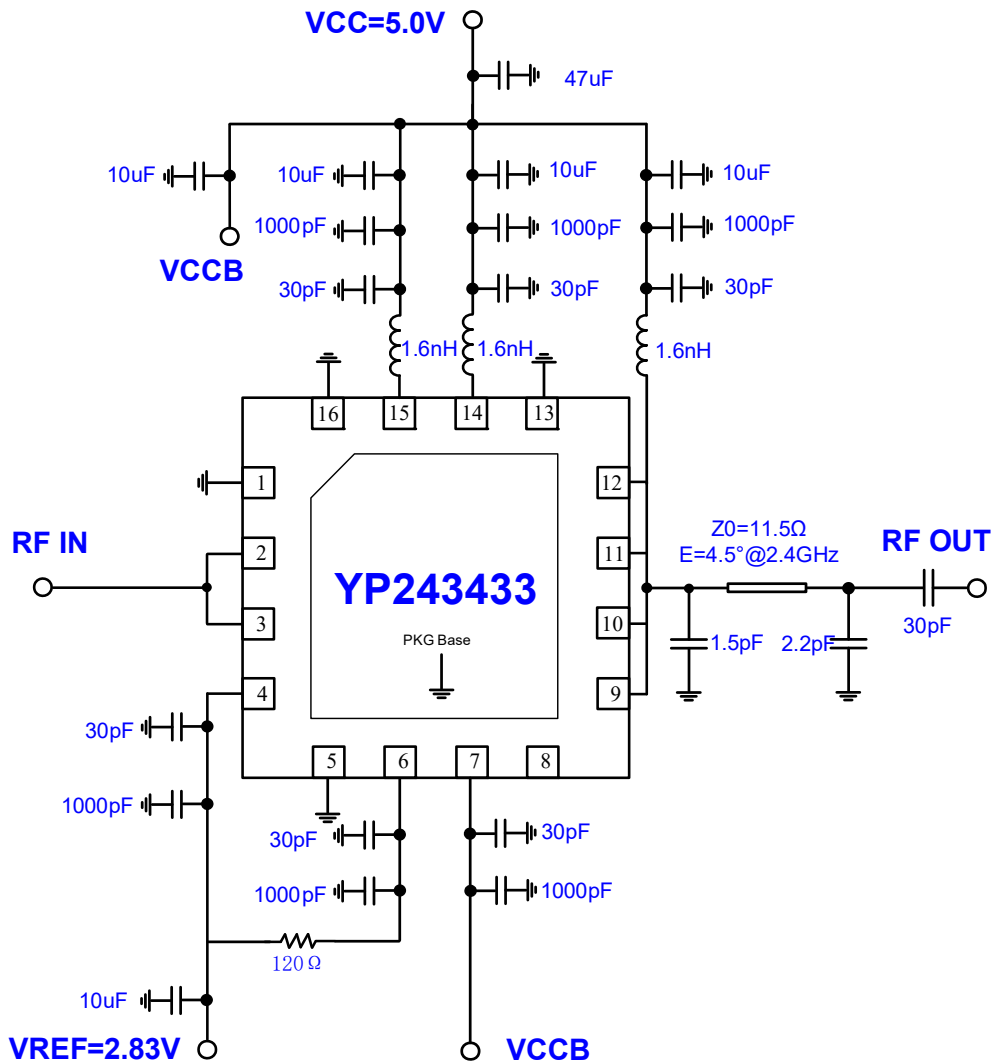 VCC=5.0V
47uF
10uF
10uF
10uF
10uF
1000pF
1000pF
1000pF
VCCB
30pF
30pF
30pF
1.6nH
1.6nH
1.6nH
16
15
14
13
1
12
Z0=11.5Ω
E=4.5°@2.4GHz
RF IN
2
11
RF OUT
YP243433
3
10
30pF
PKG Base
1.5pF
2.2pF
4
9
30pF
5
6
7
8
1000pF
30pF
30pF
1000pF
1000pF
120Ω
10uF
VREF=2.83V
VCCB